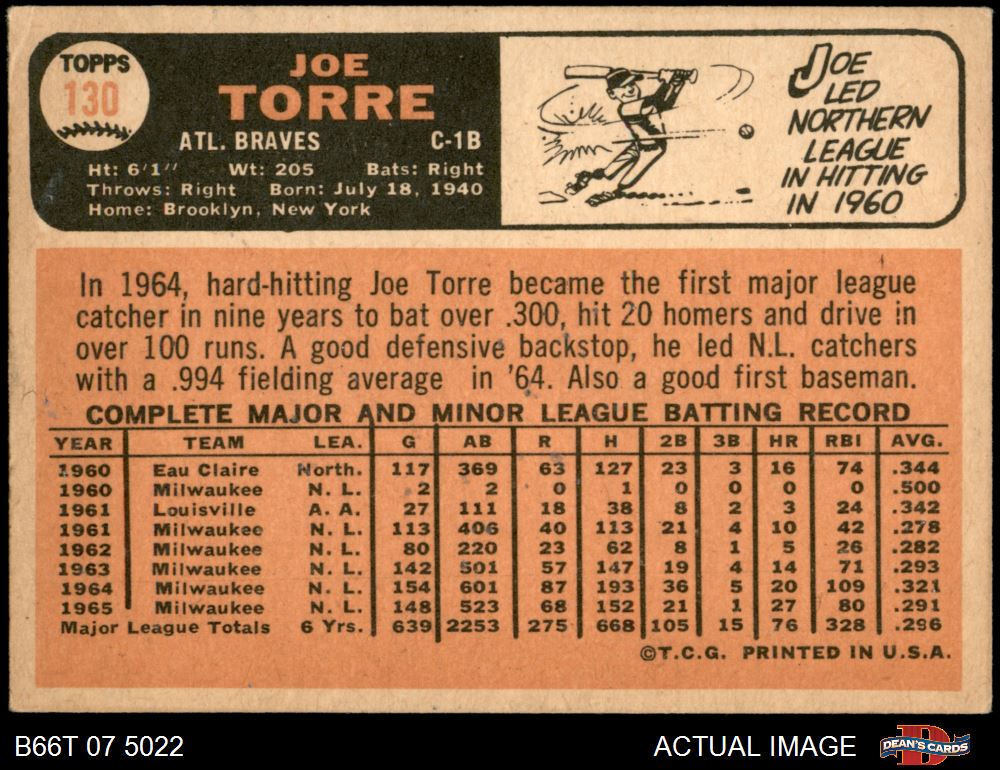 TOPPS
130
JOE
TORRE
ATL. BRAVES C-1B
Ht: 6'1" Wt: 205 Bats: Right
Throws: Right Born: July 18, 1940
Home: Brooklyn, New York
JOE
LED
NORTHERN
LEAGUE
IN HITTING
IN 1960
In 1964, hard-hitting Joe Torre became the first major league
catcher in nine years to bat over .300, hit 20 homers and drive in
over 100 runs. A good defensive backstop, he led N.L. catchers
with a .994 fielding average in '64. Also a good first baseman.
COMPLETE MAJOR AND MINOR LEAGUE BATTING RECORD
YEAR TEAM LEA. G AB R H 2B 3B HR RBI AVG.
1960 Eau Claire North. 117 369 63 127 23 3 16 74 .344
1960 Milwaukee N. L. 2 2 0 1 0 0 0 0 .500
1961 Louisville A. A. 27 111 18 38 8 2 3 24 .342
1961 Milwaukee N. L. 113 406 40 113 21 4 10 42 .278
1962 Milwaukee N. L. 80 220 23 62 8 1 5 26 .282
1963 Milwaukee N. L. 142 501 57 147 19 4 14 71 .293
1964 Milwaukee N. L. 154 601 87 193 36 5 20 109 .321
1965 Milwaukee N. L. 148 523 68 152 21 1 27 80 .291
Major League Totals 6 Yrs. 639 2253 275 668 105 15 76 328 .296
©T.C.G. PRINTED IN U.S.A.
B66T 07 5022
ACTUAL IMAGE
D
DEAN'S CARDS